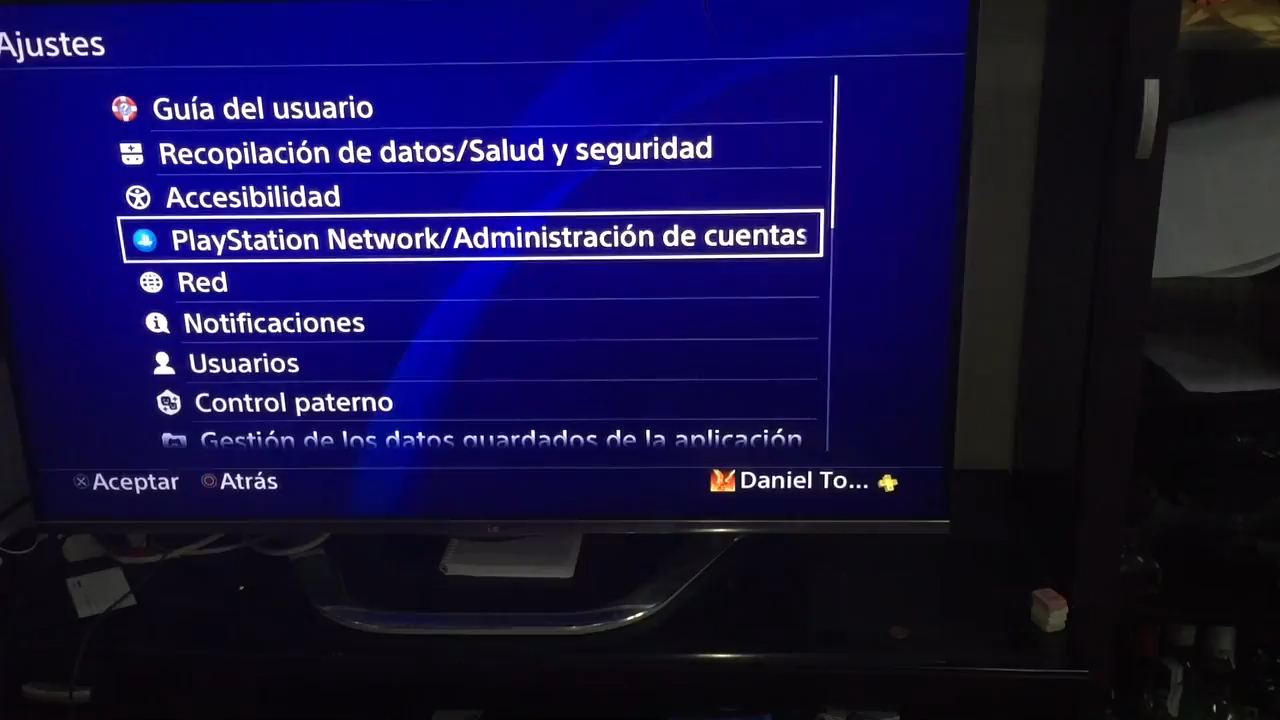 Ajustes
Guía del usuario
Recopilación de datos/Salud y seguridad
Accesibilidad
PlayStation Network/Administración de cuentas
Red
Notificaciones
Usuarios
Control paterno
Gestión de los datos guardados de la aplicación
Aceptar Atrás Daniel To...
LG